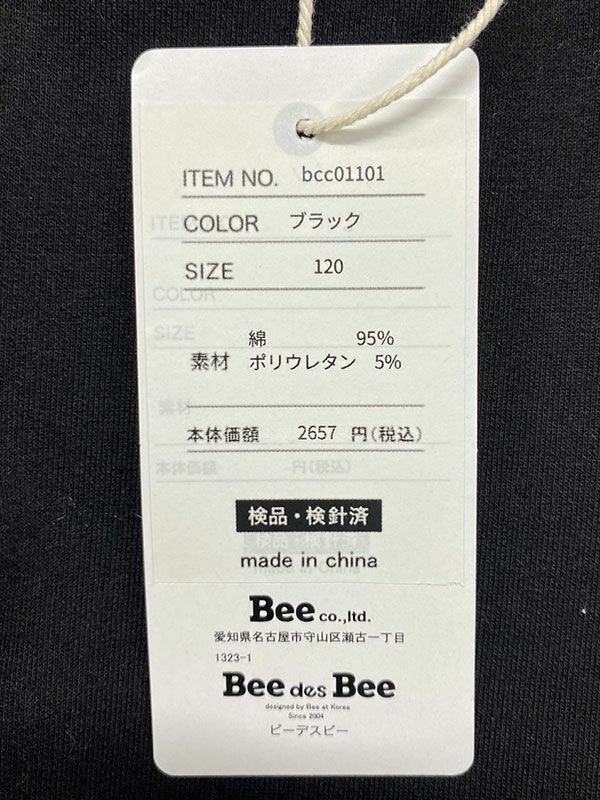 ITEM NO. bcc01101
COLOR ブラック
SIZE 120
綿 95%
素材 ポリウレタン 5%
本体価額 2657 円(税込)
検品・検針済
made in china
Bee co.,ltd.
愛知県名古屋市守山区瀬古一丁目
1323-1
Bee des Bee
designed by Bee at Korea
Since 2004
ビーデスビー